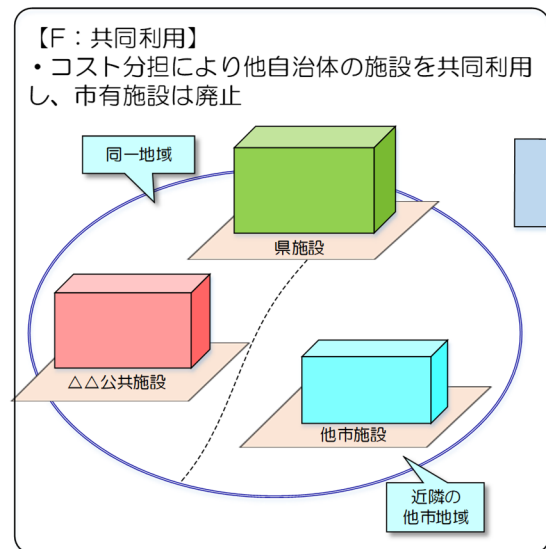 【F：共同利用】
・コスト分担により他自治体の施設を共同利用
し、市有施設は廃止
同一地域
県施設
△△公共施設
他市施設
近隣の
他市地域